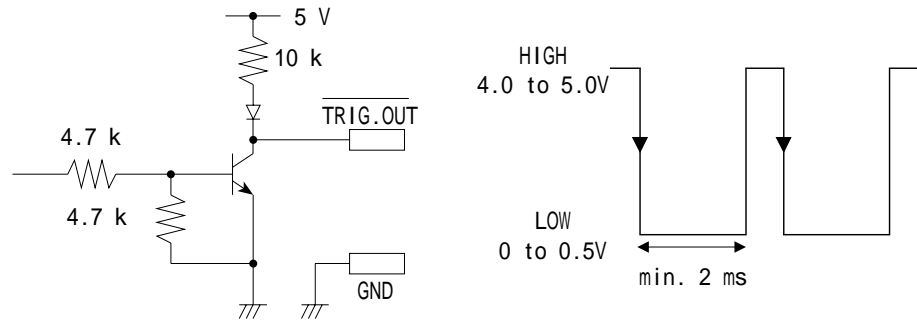 5 V
10 k
TRIG.OUT
4.7 k
4.7 k
GND
HIGH
4.0 to 5.0V
LOW
0 to 0.5V
min. 2 ms